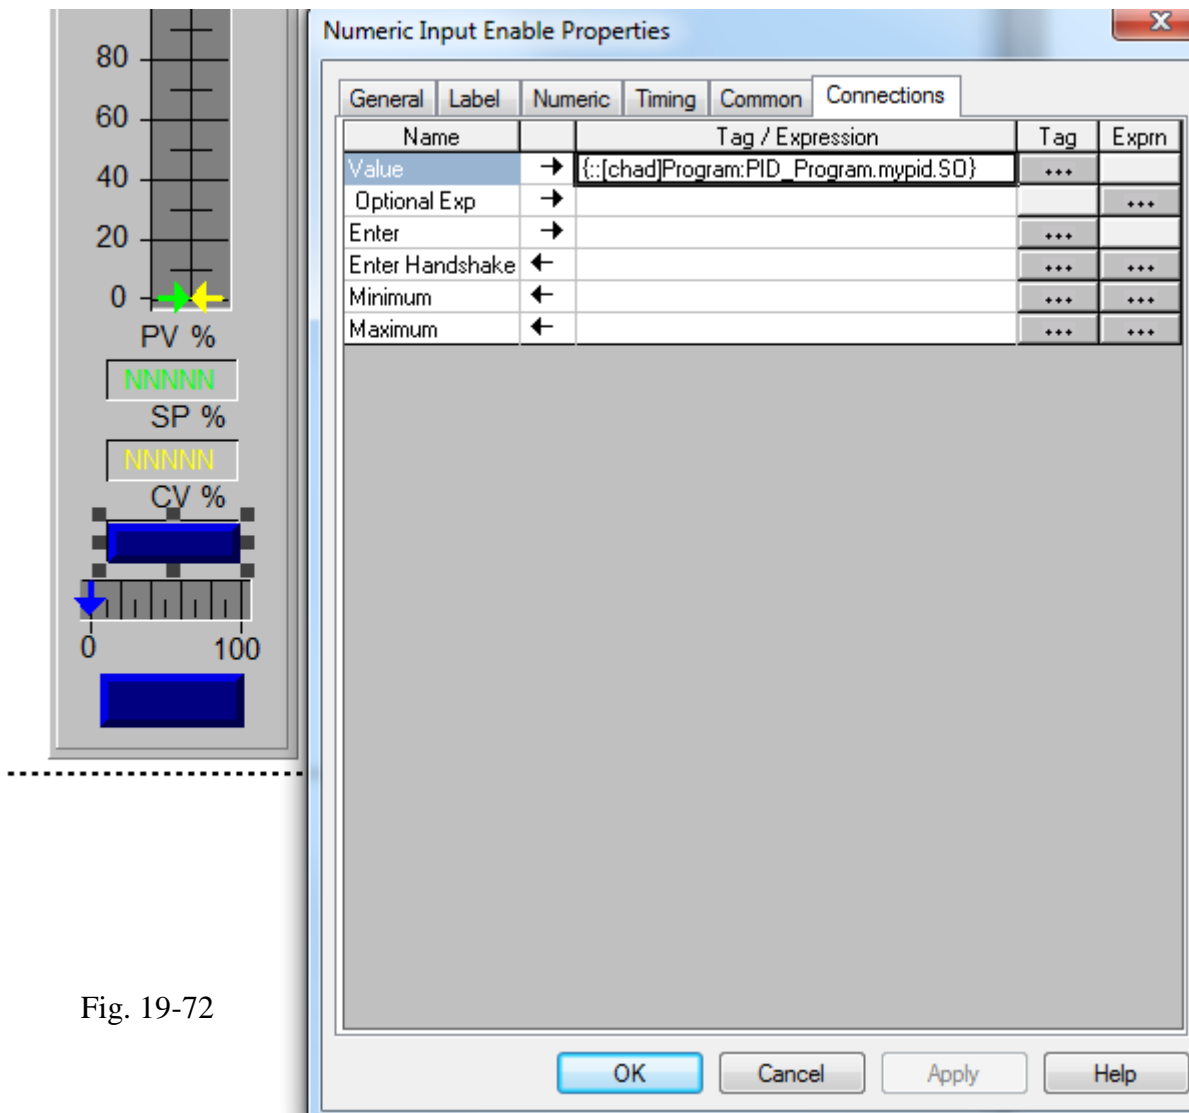 Numeric Input Enable Properties
X
General Label Numeric Timing Common Connections
Name Tag / Expression Tag Exprn
Value → {::[chad]Program:PID_Program.mypid.SO} •••
Optional Exp → •••
Enter → •••
Enter Handshake ← ••• •••
Minimum ← ••• •••
Maximum ← ••• •••
80
60
40
20
0
PV %
NNNNN
SP %
NNNNN
CV %
0 100
Fig. 19-72
OK Cancel Apply Help